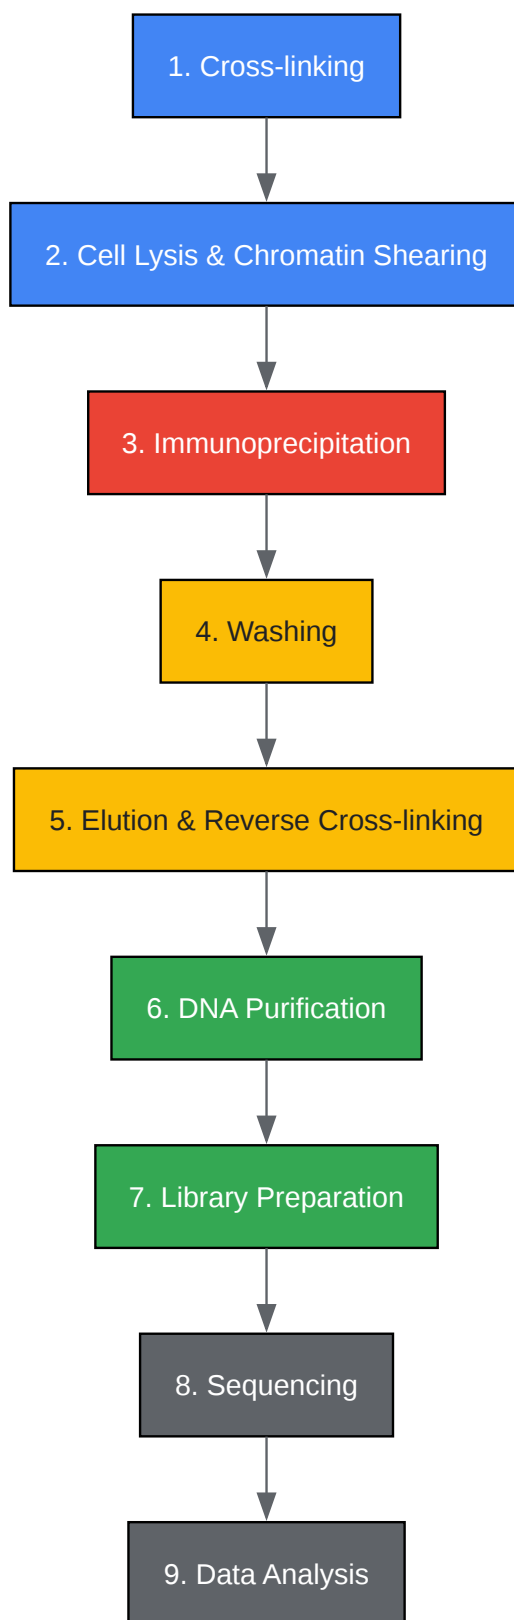 1. Cross-linking
2. Cell Lysis & Chromatin Shearing
3. Immunoprecipitation
4. Washing
5. Elution & Reverse Cross-linking
6. DNA Purification
7. Library Preparation
8. Sequencing
9. Data Analysis